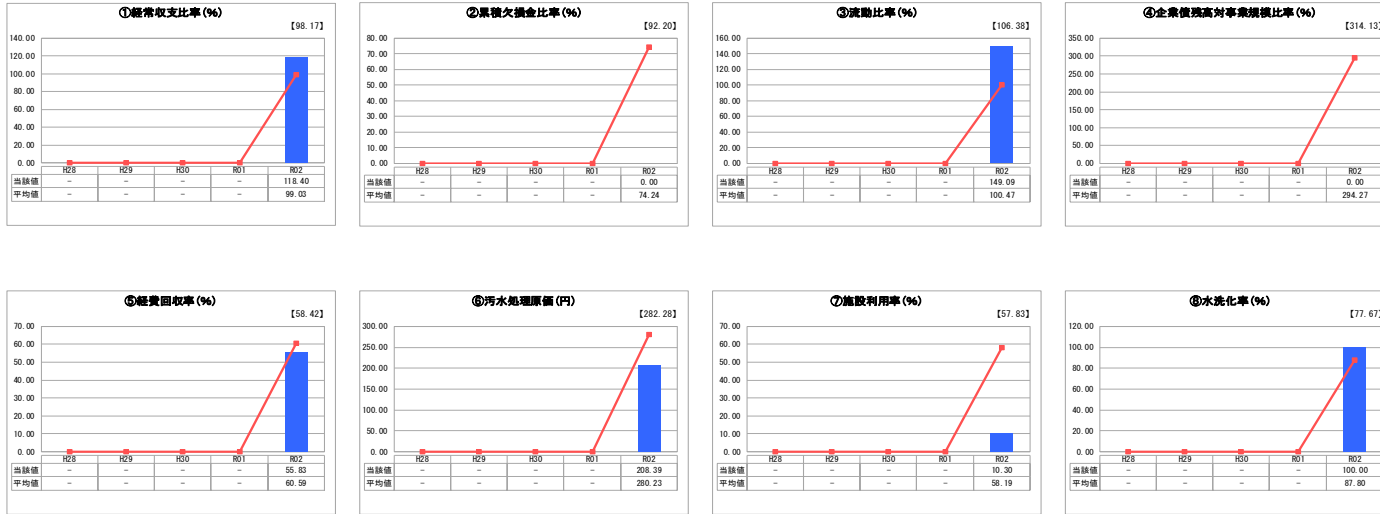 ①経常収支比率(%)
【98.17】
140.00
120.00
100.00
80.00
60.00
40.00
20.00
0.00
H28 H29 H30 R01 R02
当該値 - - - - 118.40
平均値 - - - - 99.03
②累積欠損金比率(%)
【92.20】
80.00
70.00
60.00
50.00
40.00
30.00
20.00
10.00
0.00
H28 H29 H30 R01 R02
当該値 - - - - 0.00
平均値 - - - - 74.24
③流動比率(%)
【106.38】
160.00
140.00
120.00
100.00
80.00
60.00
40.00
20.00
0.00
H28 H29 H30 R01 R02
当該値 - - - - 149.09
平均値 - - - - 100.47
④企業債残高対事業規模比率(%)
【314.13】
350.00
300.00
250.00
200.00
150.00
100.00
50.00
0.00
H28 H29 H30 R01 R02
当該値 - - - - 0.00
平均値 - - - - 294.27
⑤経費回収率(%)
【58.42】
70.00
60.00
50.00
40.00
30.00
20.00
10.00
0.00
H28 H29 H30 R01 R02
当該値 - - - - 55.83
平均値 - - - - 60.59
⑥汚水処理原価(円)
【282.28】
300.00
250.00
200.00
150.00
100.00
50.00
0.00
H28 H29 H30 R01 R02
当該値 - - - - 208.39
平均値 - - - - 280.23
⑦施設利用率(%)
【57.83】
70.00
60.00
50.00
40.00
30.00
20.00
10.00
0.00
H28 H29 H30 R01 R02
当該値 - - - - 10.30
平均値 - - - - 58.19
⑧水洗化率(%)
【77.67】
120.00
100.00
80.00
60.00
40.00
20.00
0.00
H28 H29 H30 R01 R02
当該値 - - - - 100.00
平均値 - - - - 87.80